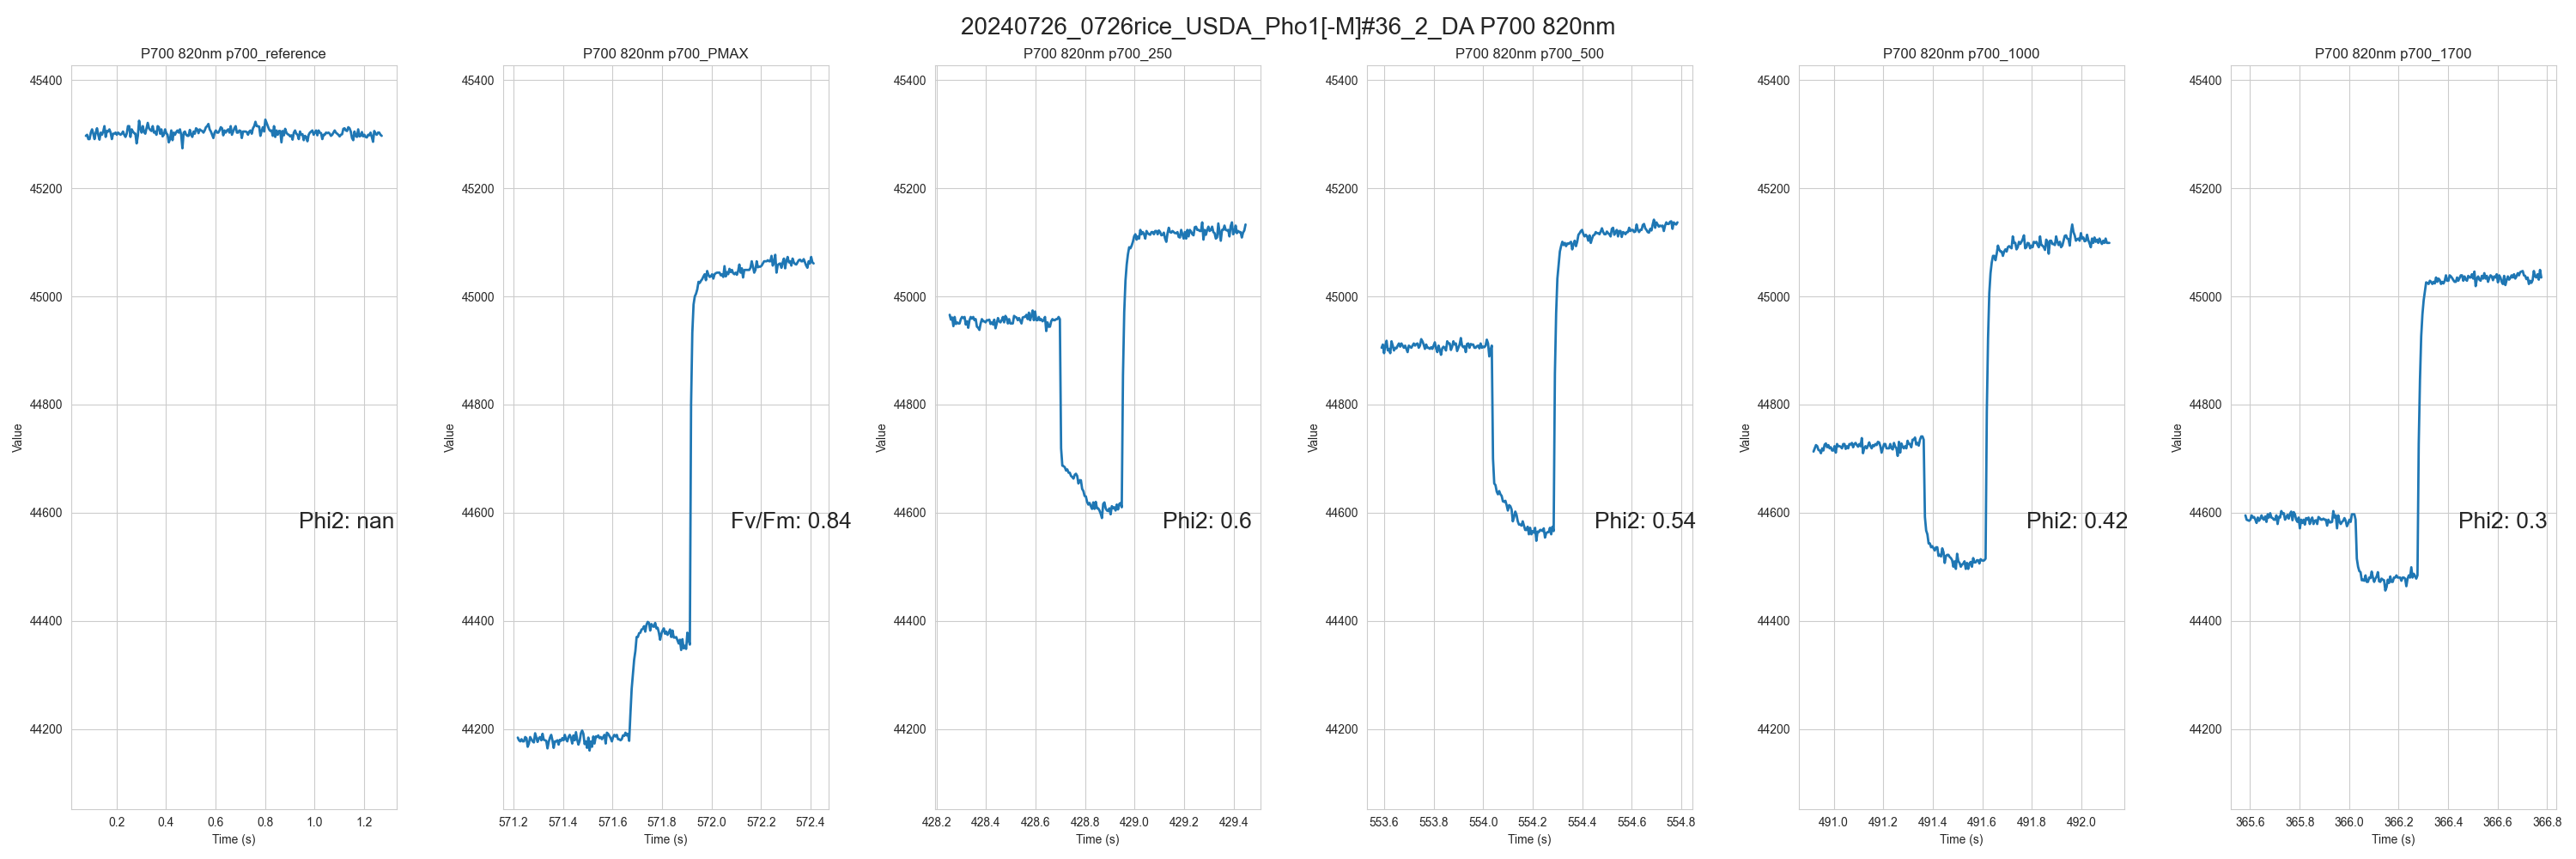 20240726_0726rice_USDA_Pho1[-M]#36_2_DA P700 820nm
P700 820nm p700_reference
45400
45200
45000
44800
44600
44400
44200
Value
Phi2: nan
0.2 0.4 0.6 0.8 1.0 1.2
Time (s)
P700 820nm p700_PMAX
45400
45200
45000
44800
44600
44400
44200
Value
Fv/Fm: 0.84
571.2 571.4 571.6 571.8 572.0 572.2 572.4
Time (s)
P700 820nm p700_250
45400
45200
45000
44800
44600
44400
44200
Value
Phi2: 0.6
428.2 428.4 428.6 428.8 429.0 429.2 429.4
Time (s)
P700 820nm p700_500
45400
45200
45000
44800
44600
44400
44200
Value
Phi2: 0.54
553.6 553.8 554.0 554.2 554.4 554.6 554.8
Time (s)
P700 820nm p700_1000
45400
45200
45000
44800
44600
44400
44200
Value
Phi2: 0.42
491.0 491.2 491.4 491.6 491.8 492.0
Time (s)
P700 820nm p700_1700
45400
45200
45000
44800
44600
44400
44200
Value
Phi2: 0.3
365.6 365.8 366.0 366.2 366.4 366.6 366.8
Time (s)